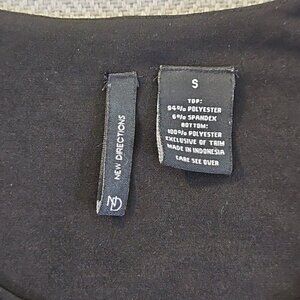 NEW DIRECTIONS
ND
S
TOP:
94% POLYESTER
6% SPANDEX
BOTTOM:
100% POLYESTER
EXCLUSIVE OF TRIM
MADE IN INDONESIA
CARE SEE OVER